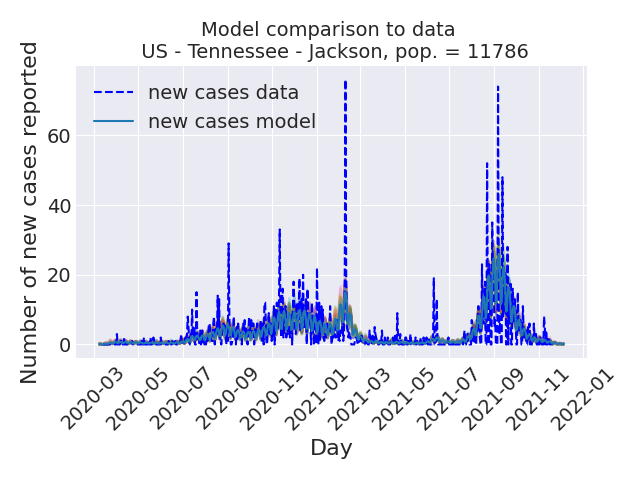 Model comparison to data
US - Tennessee - Jackson, pop. = 11786
Number of new cases reported
new cases data
new cases model
60
40
20
0
2020-03
2020-05
2020-07
2020-09
2020-11
2021-01
2021-03
2021-05
2021-07
2021-09
2021-11
2022-01
Day